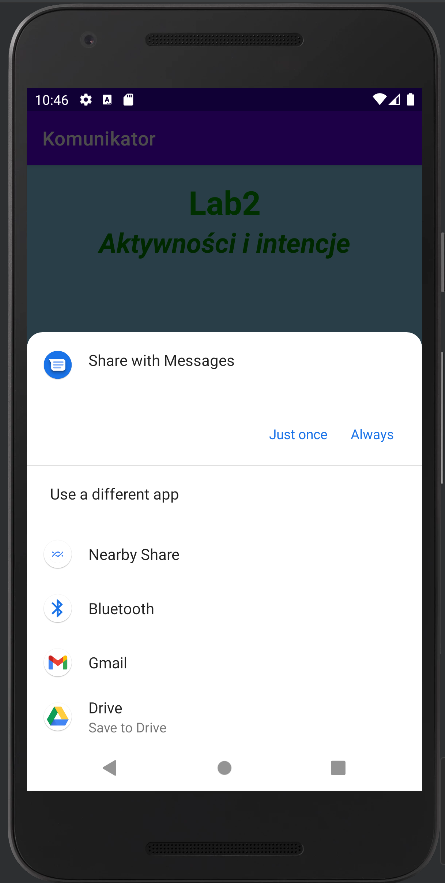 10:46
Komunikator
Lab2
Aktywności i intencje
Share with Messages
Just once Always
Use a different app
Nearby Share
Bluetooth
Gmail
Drive
Save to Drive